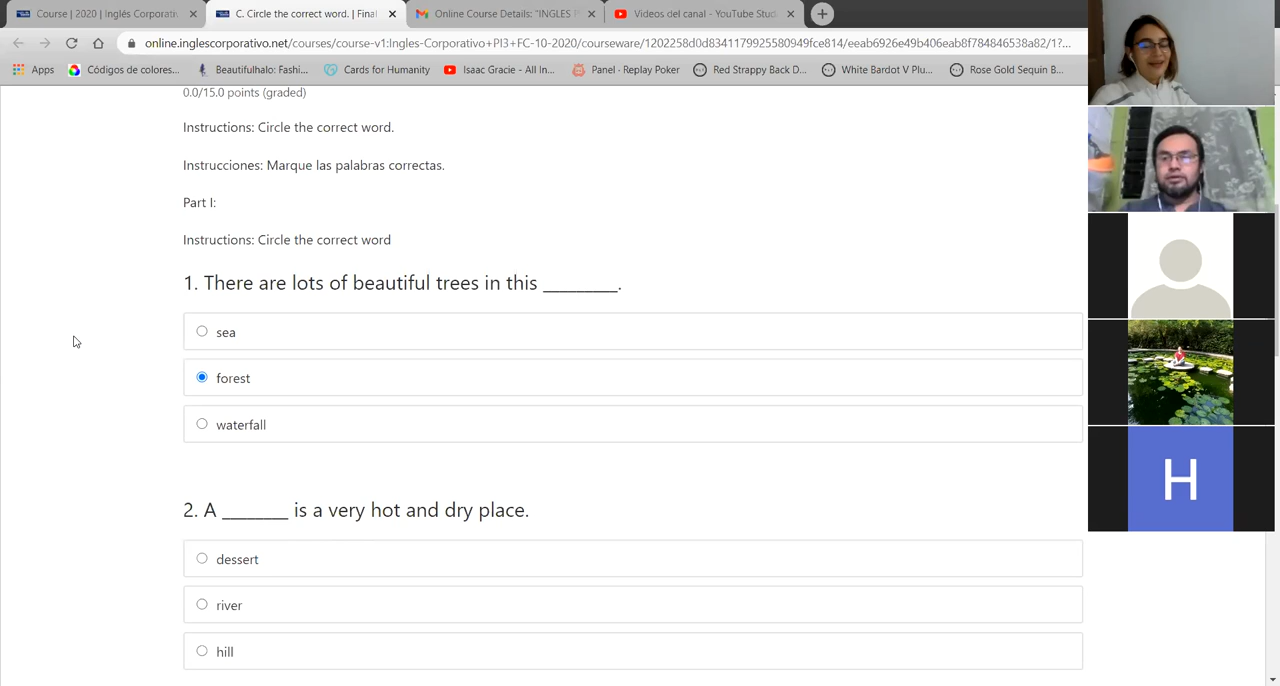 Course | 2020 | Inglés Corporati
C. Circle the correct word. | Final
Online Course Details: "INGLES P
Videos del canal - YouTube Stud
online.inglescorporativo.net/courses/course-v1:Ingles-Corporativo+PI3+FC-10-2020/courseware/1202258d0d8341179925580949fce814/eeab6926e49b406eab8f784846538a82/1?...
Apps
Códigos de colores...
Beautifulhalo: Fashi...
Cards for Humanity
Isaac Gracie - All In...
Panel · Replay Poker
Red Strappy Back D...
White Bardot V Plu...
Rose Gold Sequin B...
0.0/15.0 points (graded)
Instructions: Circle the correct word.
Instrucciones: Marque las palabras correctas.
Part I:
Instructions: Circle the correct word
1. There are lots of beautiful trees in this ________.
sea
forest
waterfall
2. A _______ is a very hot and dry place.
dessert
river
hill
H